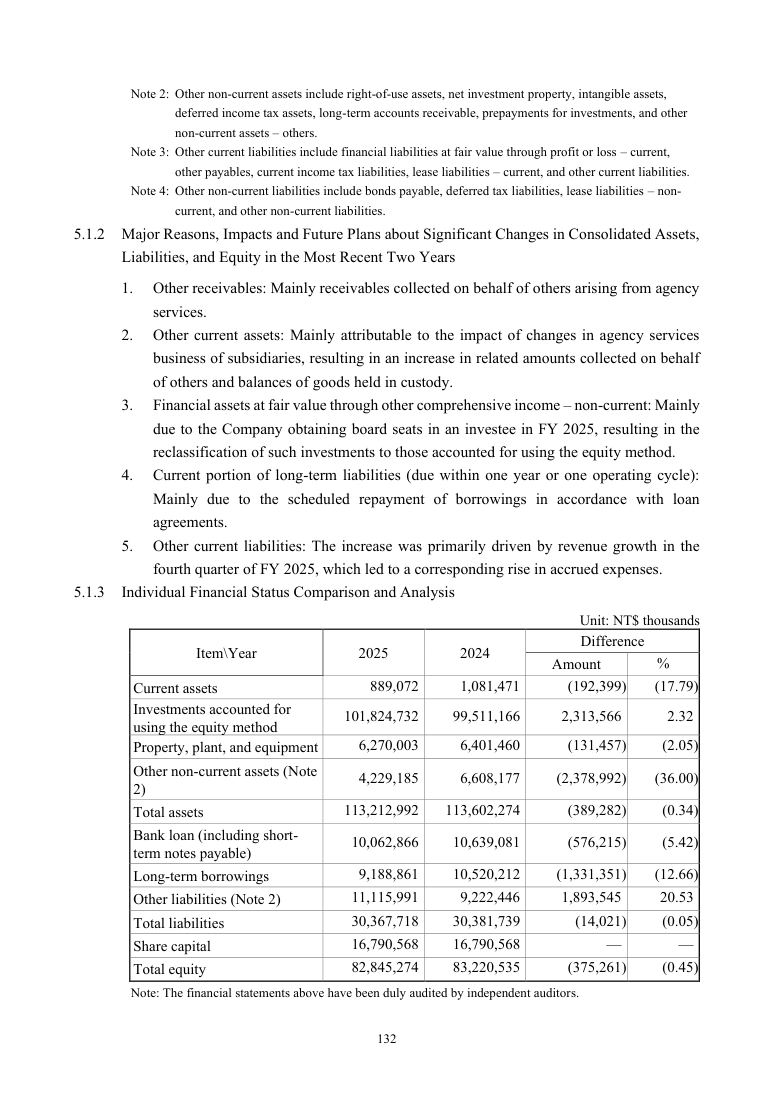 Note 2: Other non-current assets include right-of-use assets, net investment property, intangible assets,
deferred income tax assets, long-term accounts receivable, prepayments for investments, and other
non-current assets – others.
Note 3: Other current liabilities include financial liabilities at fair value through profit or loss – current,
other payables, current income tax liabilities, lease liabilities – current, and other current liabilities.
Note 4: Other non-current liabilities include bonds payable, deferred tax liabilities, lease liabilities – non-
current, and other non-current liabilities.
5.1.2 Major Reasons, Impacts and Future Plans about Significant Changes in Consolidated Assets,
Liabilities, and Equity in the Most Recent Two Years
1. Other receivables: Mainly receivables collected on behalf of others arising from agency
services.
2. Other current assets: Mainly attributable to the impact of changes in agency services
business of subsidiaries, resulting in an increase in related amounts collected on behalf
of others and balances of goods held in custody.
3. Financial assets at fair value through other comprehensive income – non-current: Mainly
due to the Company obtaining board seats in an investee in FY 2025, resulting in the
reclassification of such investments to those accounted for using the equity method.
4. Current portion of long-term liabilities (due within one year or one operating cycle):
Mainly due to the scheduled repayment of borrowings in accordance with loan
agreements.
5. Other current liabilities: The increase was primarily driven by revenue growth in the
fourth quarter of FY 2025, which led to a corresponding rise in accrued expenses.
5.1.3 Individual Financial Status Comparison and Analysis
Unit: NT$ thousands
Item\Year 2025 2024 Difference
Amount %
Current assets 889,072 1,081,471 (192,399) (17.79)
Investments accounted for
using the equity method 101,824,732 99,511,166 2,313,566 2.32
Property, plant, and equipment 6,270,003 6,401,460 (131,457) (2.05)
Other non-current assets (Note
2) 4,229,185 6,608,177 (2,378,992) (36.00)
Total assets 113,212,992 113,602,274 (389,282) (0.34)
Bank loan (including short-
term notes payable) 10,062,866 10,639,081 (576,215) (5.42)
Long-term borrowings 9,188,861 10,520,212 (1,331,351) (12.66)
Other liabilities (Note 2) 11,115,991 9,222,446 1,893,545 20.53
Total liabilities 30,367,718 30,381,739 (14,021) (0.05)
Share capital 16,790,568 16,790,568 — —
Total equity 82,845,274 83,220,535 (375,261) (0.45)
Note: The financial statements above have been duly audited by independent auditors.
132